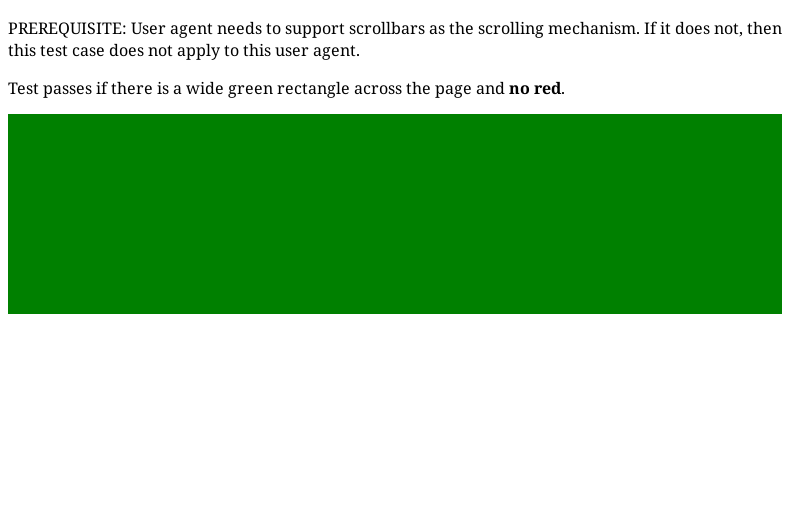 PREREQUISITE: User agent needs to support scrollbars as the scrolling mechanism. If it does not, then
this test case does not apply to this user agent.
Test passes if there is a wide green rectangle across the page and no red.